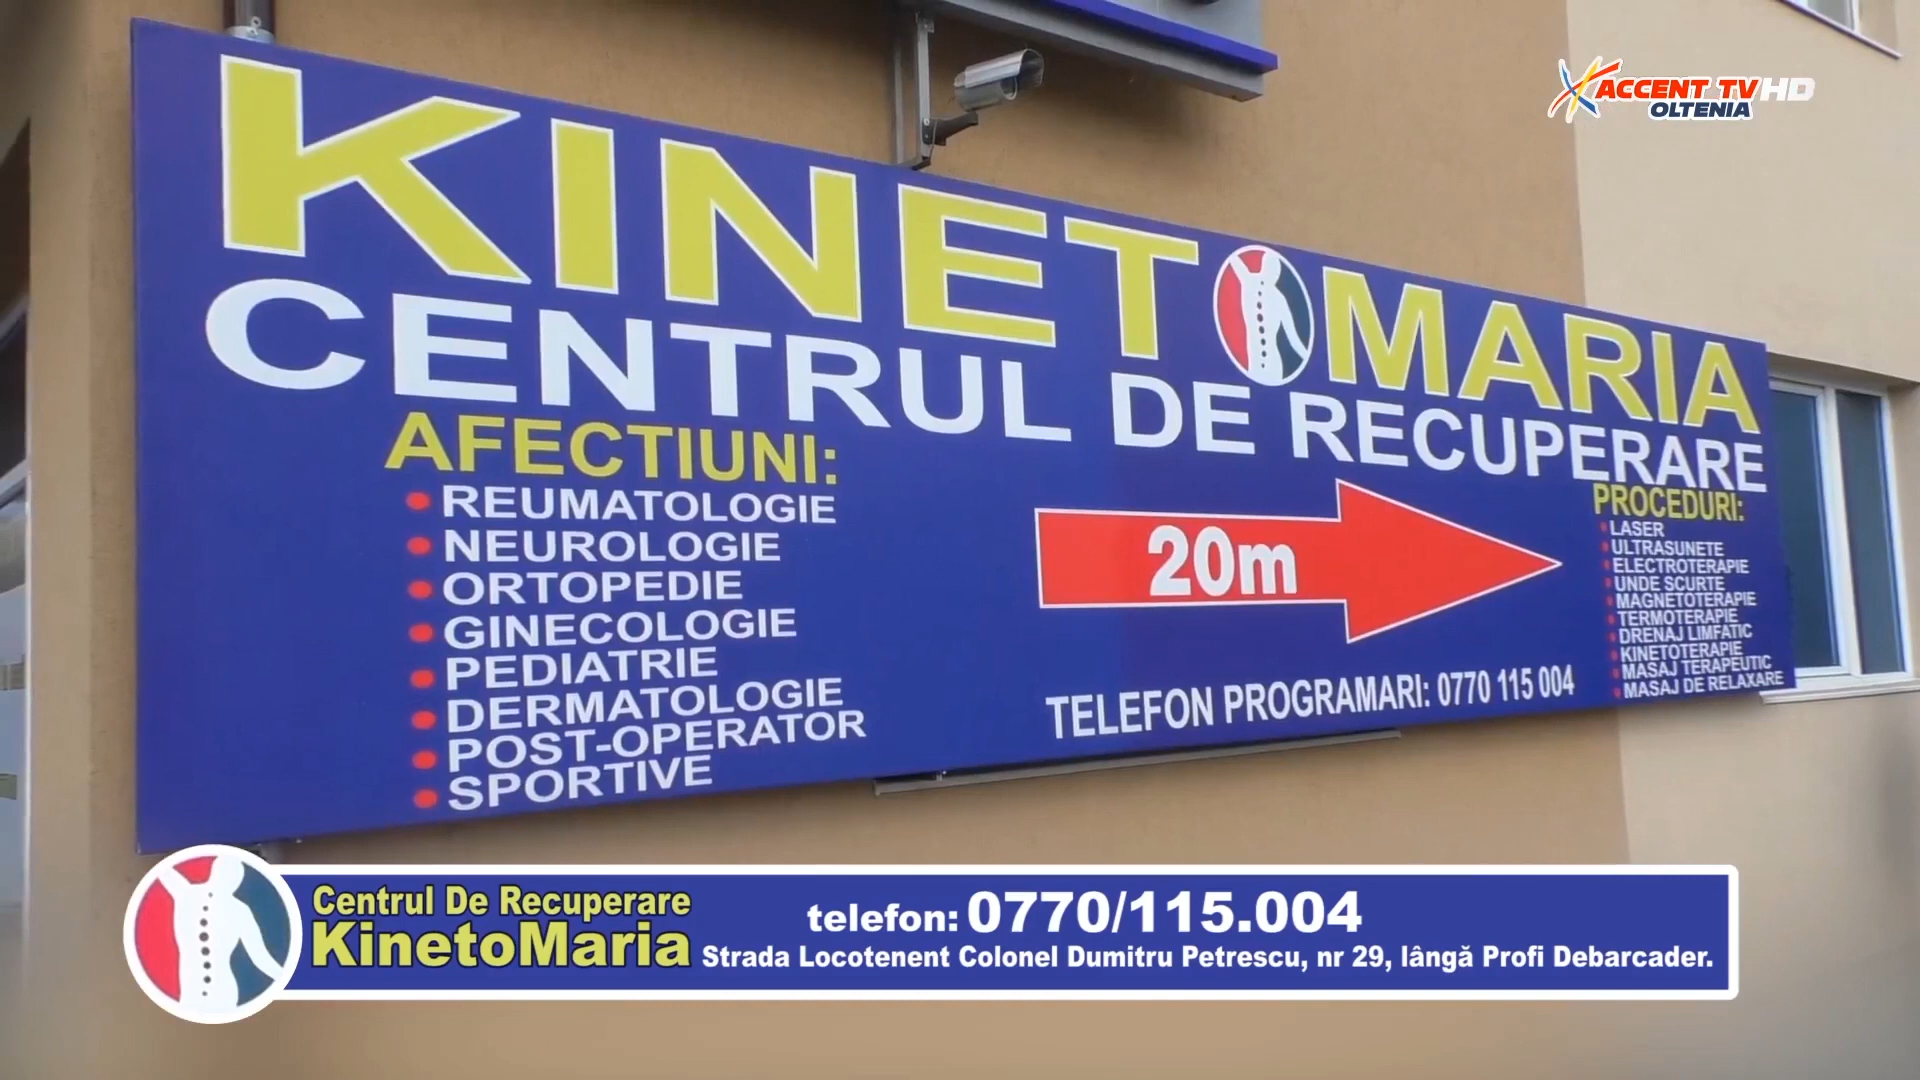 ACCENT TV HD
OLTENIA
KINETOMARIA
CENTRUL DE RECUPERARE
AFECTIUNI:
REUMATOLOGIE
NEUROLOGIE
ORTOPEDIE
GINECOLOGIE
PEDIATRIE
DERMATOLOGIE
POST-OPERATOR
SPORTIVE
20m
TELEFON PROGRAMARI: 0770 115 004
PROCEDURI:
LASER
ULTRASUNETE
ELECTROTERAPIE
UNDE SCURTE
MAGNETOTERAPIE
TERMOTERAPIE
DRENAJ LIMFATIC
KINETOTERAPIE
MASAJ TERAPEUTIC
MASAJ DE RELAXARE
Centrul De Recuperare
KinetoMaria
telefon: 0770/115.004
Strada Locotenent Colonel Dumitru Petrescu, nr 29, lângă Profi Debarcader.